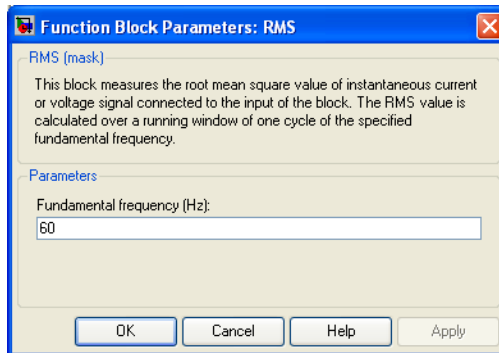 Function Block Parameters: RMS
RMS (mask)
This block measures the root mean square value of instantaneous current
or voltage signal connected to the input of the block. The RMS value is
calculated over a running window of one cycle of the specified
fundamental frequency.
Parameters
Fundamental frequency (Hz):
60
OK Cancel Help Apply